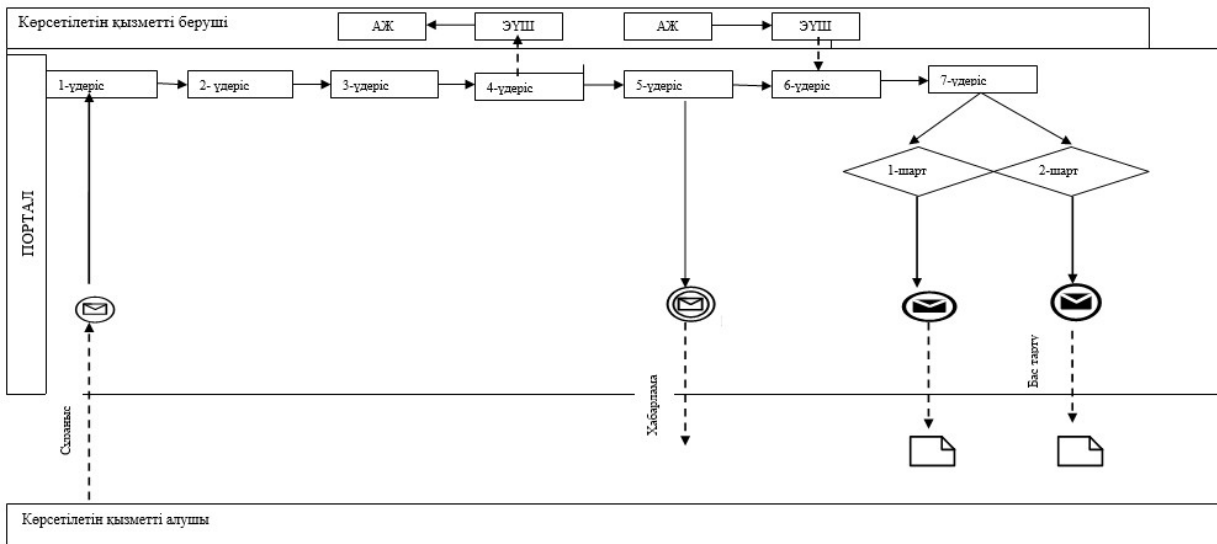 Көрсетілетін қызметті беруші
АЖ
ЭҮШ
АЖ
ЭҮШ
ПОРТАЛ
1-үдеріс
2- үдеріс
3-үдеріс
4-үдеріс
5-үдеріс
6-үдеріс
7-үдеріс
1-шарт
2-шарт
Сұраныс
Хабарлама
Бас тарту
Көрсетілетін қызметті алушы